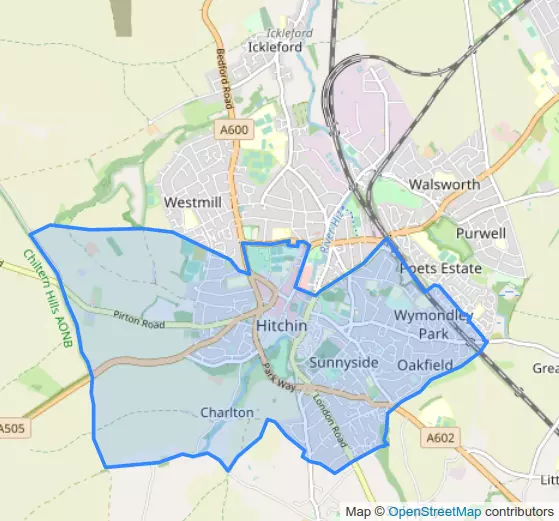 Ickleford
Ickleford
Bedford Road
A600
Walsworth
Westmill
River Hiz
Purwell
Poets Estate
Chiltern Hills AONB
Pirton Road
Hitchin
Wymondley
Park
Sunnyside
Oakfield
Grea
Park Way
Charlton
London Road
A505
A602
Litt
Map © OpenStreetMap contributors